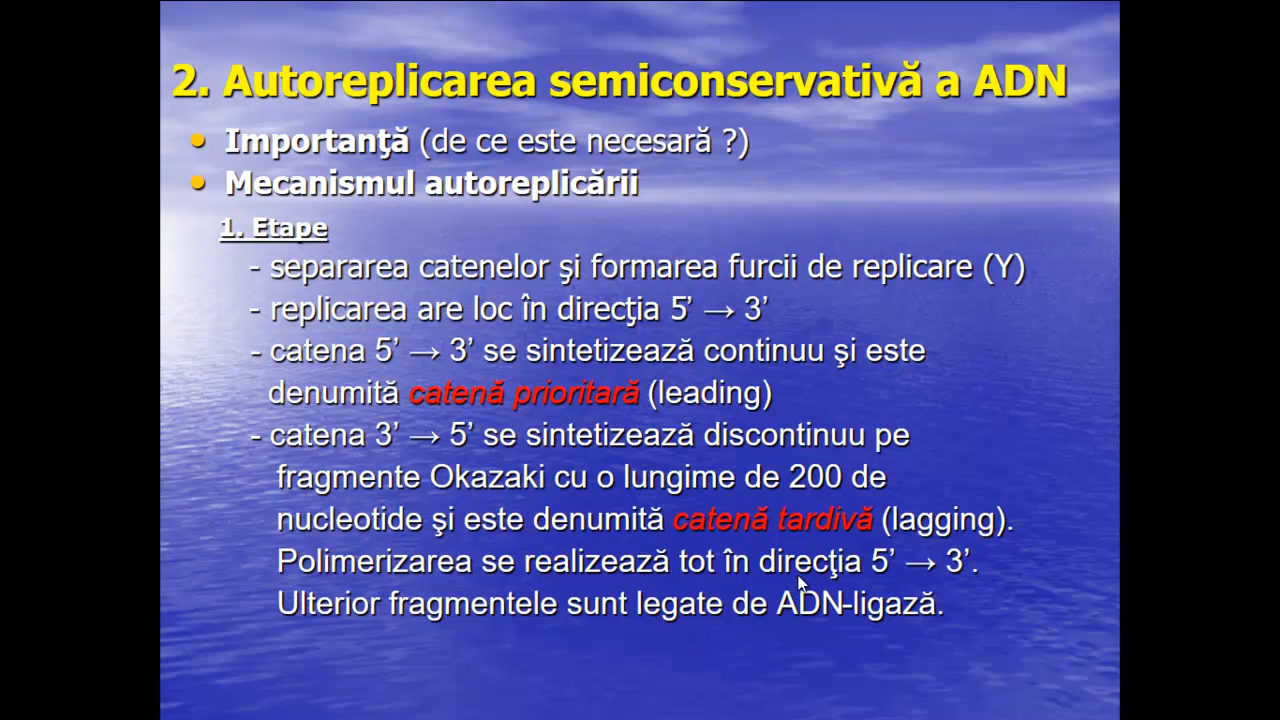 2. Autoreplicarea semiconservativă a ADN
• Importanţă (de ce este necesară ?)
• Mecanismul autoreplicării
1. Etape
- separarea catenelor şi formarea furcii de replicare (Y)
- replicarea are loc în direcţia 5’ → 3’
- catena 5’ → 3’ se sintetizează continuu şi este
denumită catenă prioritară (leading)
- catena 3’ → 5’ se sintetizează discontinuu pe
fragmente Okazaki cu o lungime de 200 de
nucleotide şi este denumită catenă tardivă (lagging).
Polimerizarea se realizează tot în direcţia 5’ → 3’.
Ulterior fragmentele sunt legate de ADN-ligază.